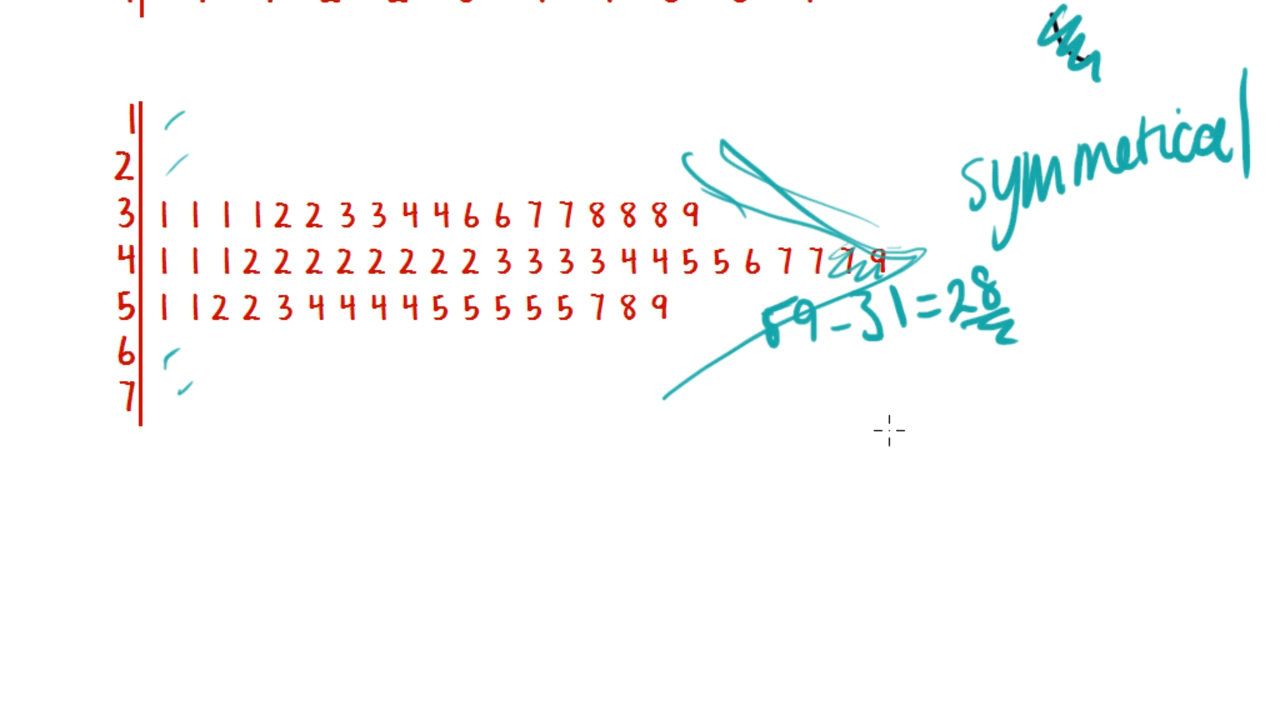 symmetical
1
2
3 1 1 1 1 2 2 3 3 4 4 6 6 7 7 8 8 8 9
4 1 1 1 2 2 2 2 2 2 2 2 3 3 3 3 4 4 5 5 6 7 7 7 9
5 1 1 2 2 3 4 4 4 4 5 5 5 5 5 7 8 9
59-31=28
6
7